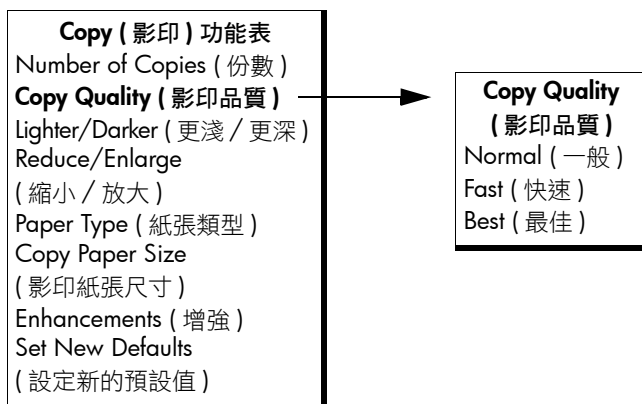 Copy ( 影印 ) 功能表
Number of Copies ( 份數 )
Copy Quality ( 影印品質 )
Lighter/Darker ( 更淺 / 更深 )
Reduce/Enlarge
( 縮小 / 放大 )
Paper Type ( 紙張類型 )
Copy Paper Size
( 影印紙張尺寸 )
Enhancements ( 增強 )
Set New Defaults
( 設定新的預設值 )
Copy Quality
( 影印品質 )
Normal ( 一般 )
Fast ( 快速 )
Best ( 最佳 )